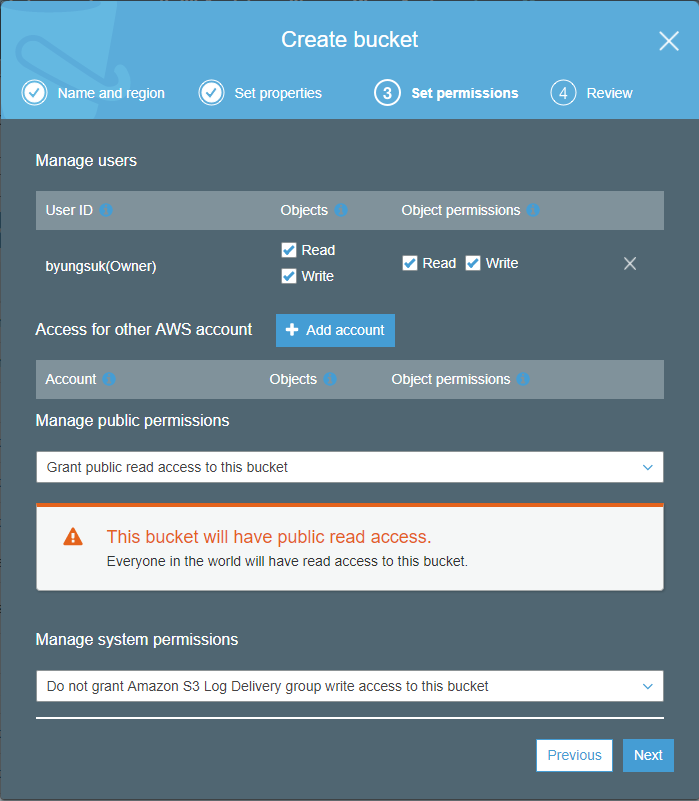 Create bucket
Name and region
Set properties
3 Set permissions
4 Review
Manage users
User ID Objects Object permissions
byungsuk(Owner)
Read
Write
Read Write
Access for other AWS account
Add account
Account Objects Object permissions
Manage public permissions
Grant public read access to this bucket
This bucket will have public read access.
Everyone in the world will have read access to this bucket.
Manage system permissions
Do not grant Amazon S3 Log Delivery group write access to this bucket
Previous Next